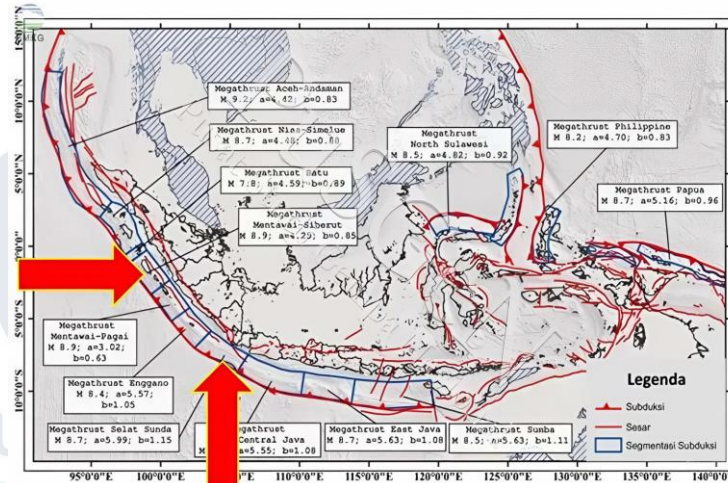 MKG
Megathrust Aceh-Andaman
M 9.2; a=4.42; b=0.83
Megathrust Nias-Simelue
M 8.7; a=4.48; b=0.88
Megathrust Batu
M 7.8; a=4.59; b=0.89
Megathrust
Mentawai-Siberut
M 8.9; a=4.25; b=0.85
Megathrust
North Sulawesi
M 8.5; a=4.82; b=0.92
Megathrust Philippine
M 8.2; a=4.70; b=0.83
Megathrust Papua
M 8.7; a=5.16; b=0.96
Megathrust
Mentawai-Pagai
M 8.9; a=3.02;
b=0.63
Megathrust
Enggano
M 8.4; a=5.57;
b=1.05
Megathrust Selat Sunda
M 8.7; a=5.99; b=1.15
Central Java
a=5.55; b=1.08
Megathrust East Java
M 8.7; a=5.63; b=1.08
Megathrust Sumba
M 8.5; a=5.63; b=1.11
Legenda
Subduksi
Sesar
Segmentasi Subduksi
15°0'0"N
10°0'0"N
5°0'0"N
0°0'0"
5°0'0"S
10°0'0"S
95°0'0"E
100°0'0"E
105°0'0"E
110°0'0"E
115°0'0"E
120°0'0"E
125°0'0"E
130°0'0"E
135°0'0"E
140°0'0"E